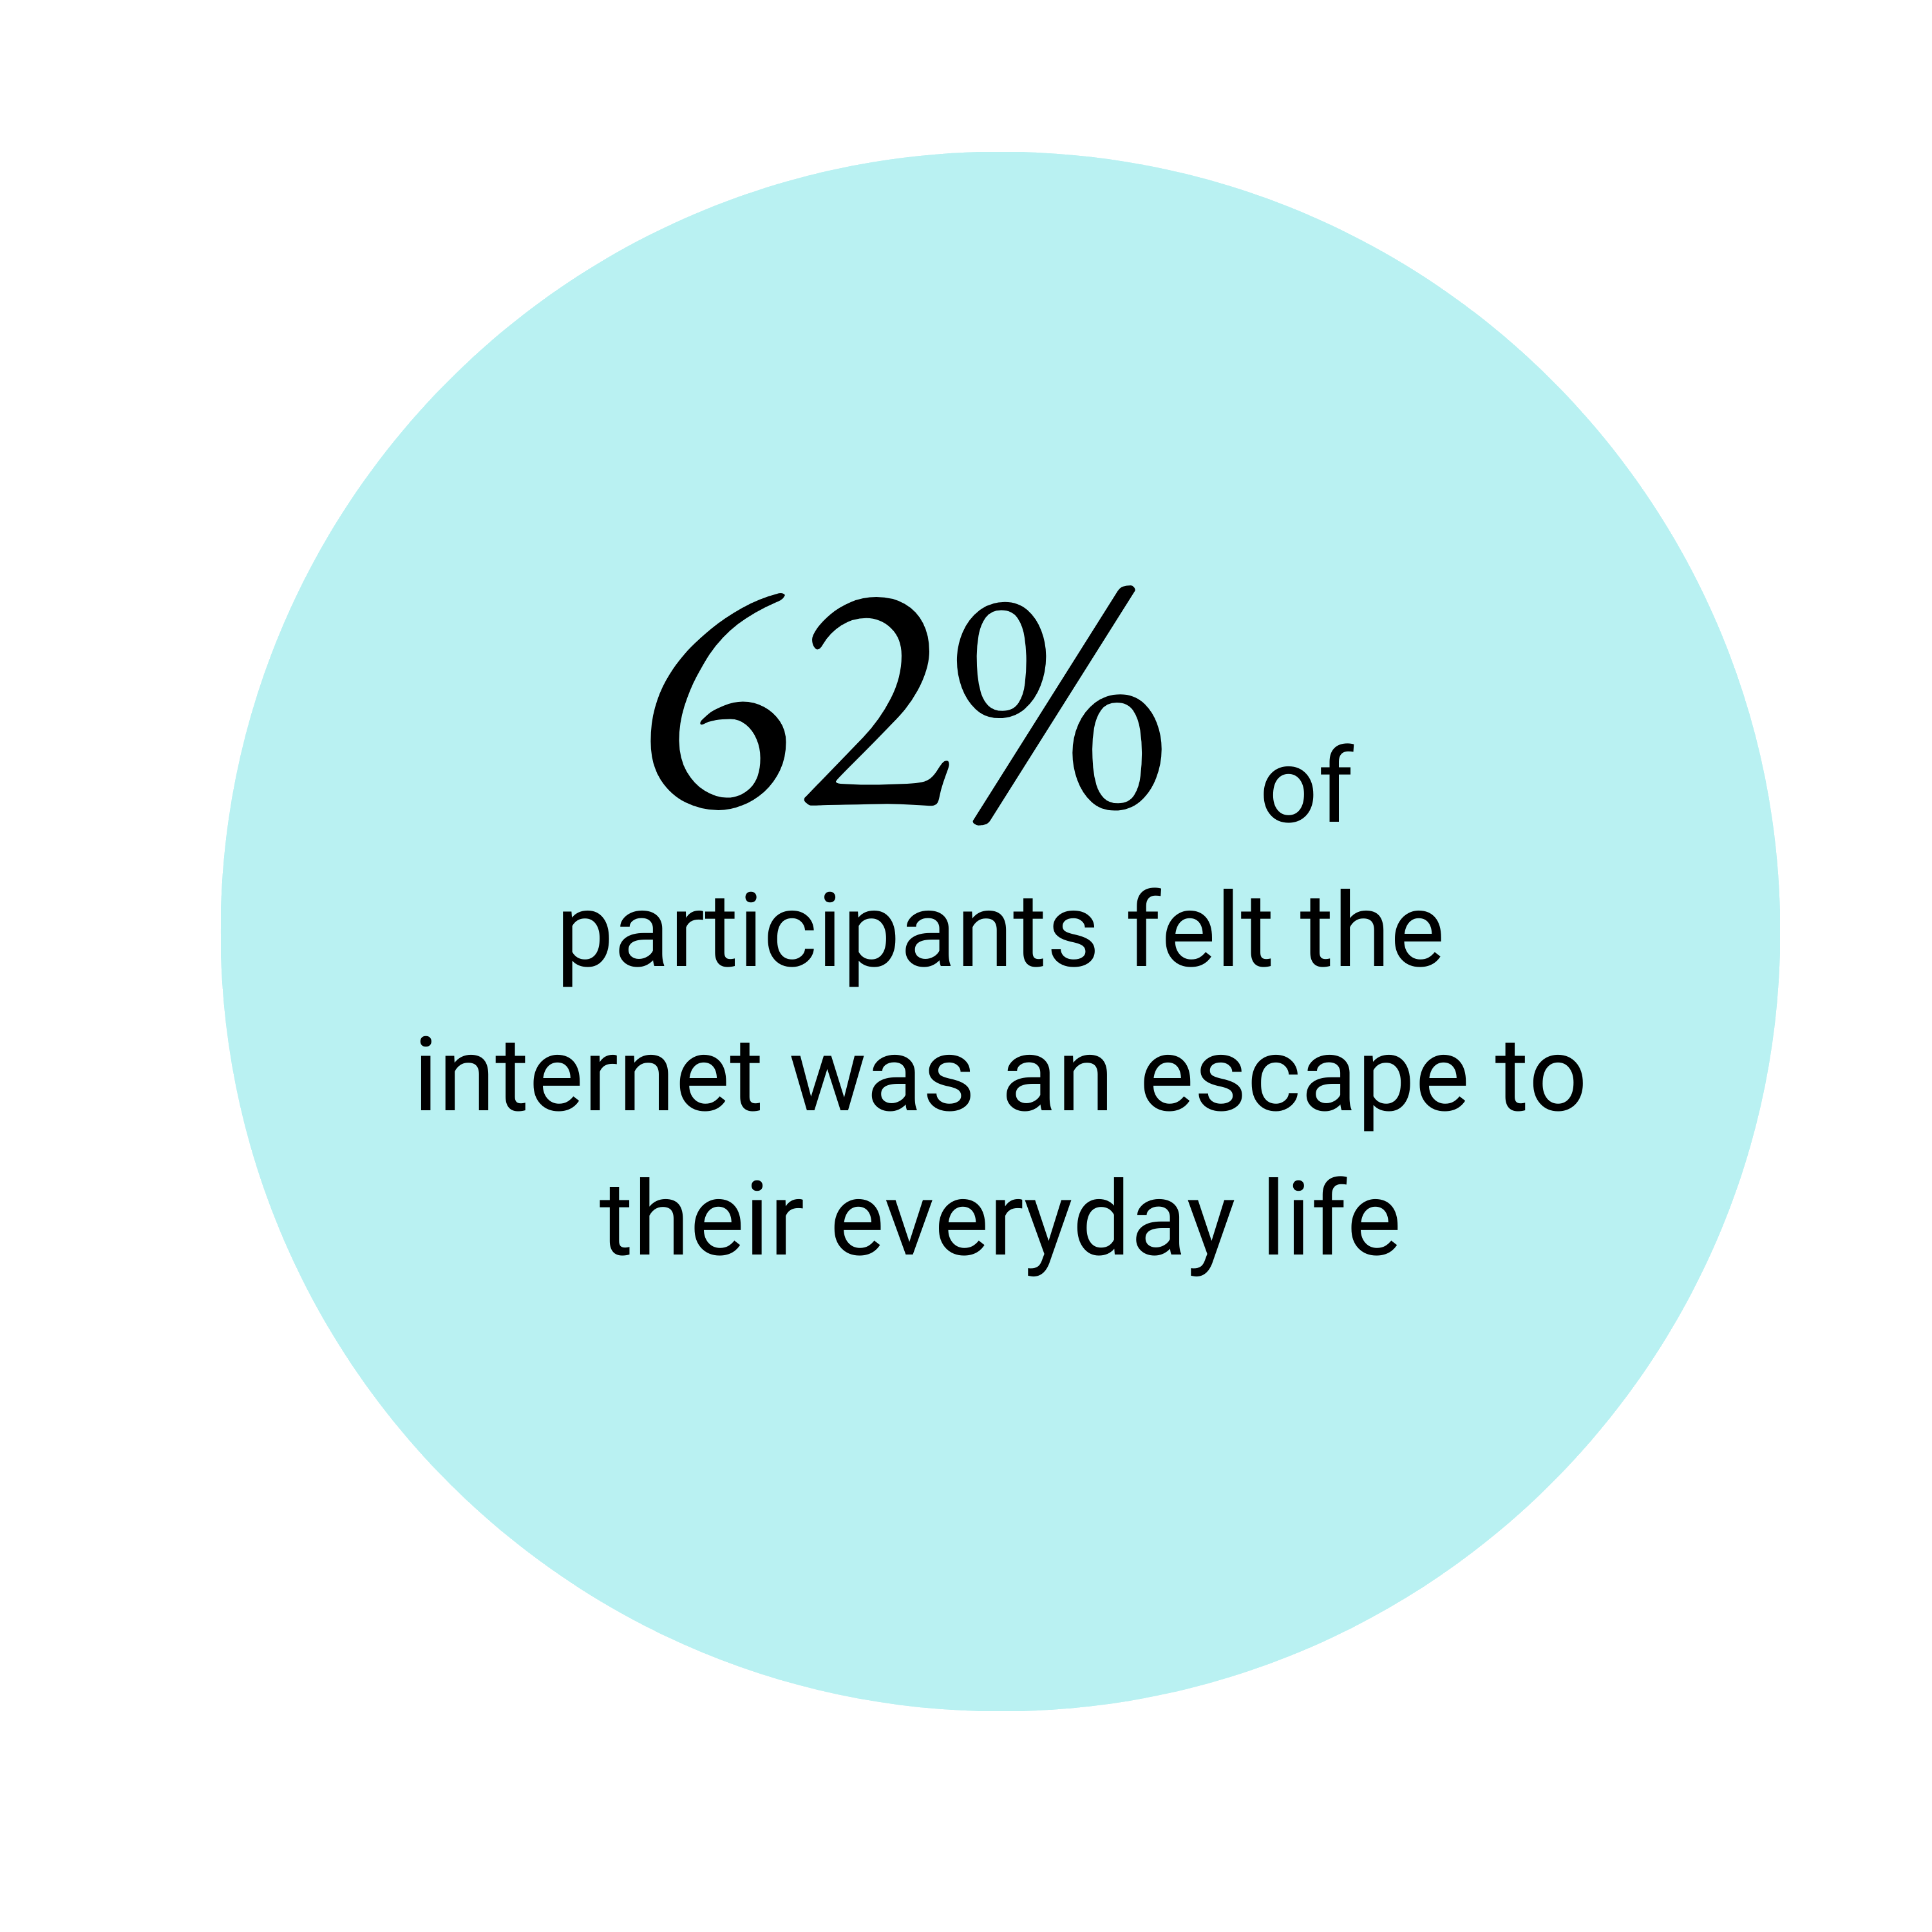 62% of
participants felt the
internet was an escape to
their everyday life